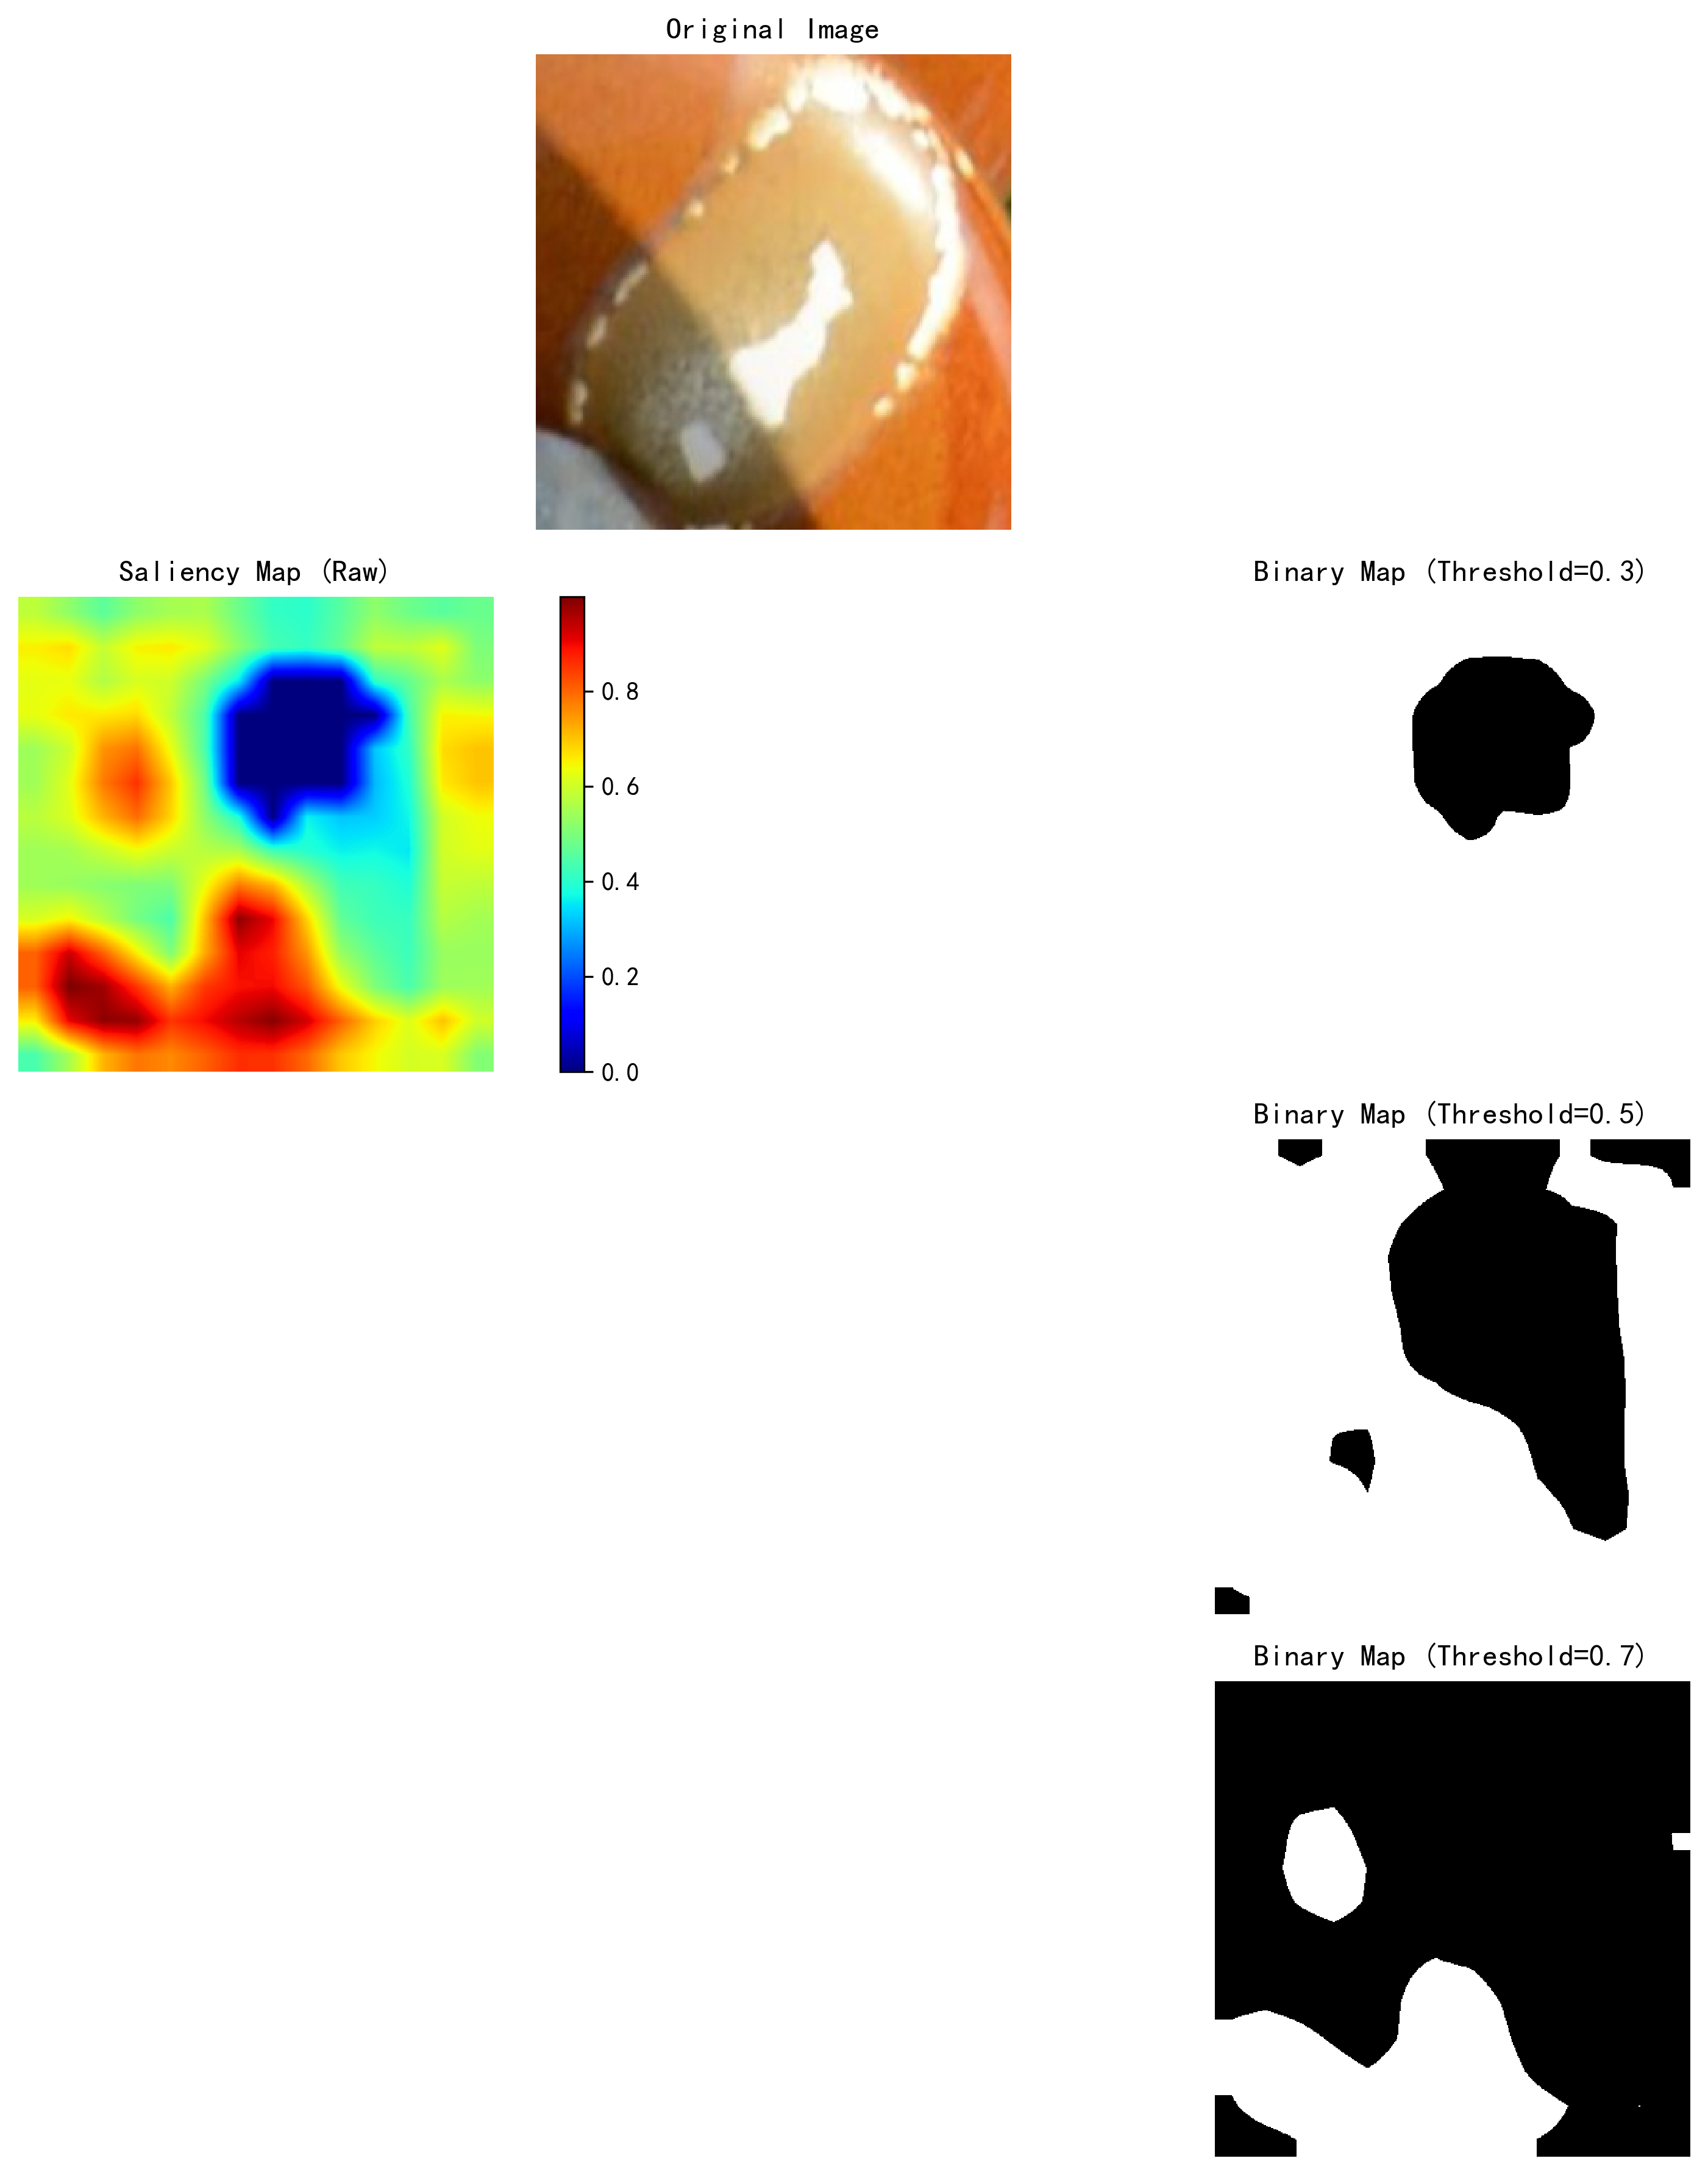 Original Image
Saliency Map (Raw)
Binary Map (Threshold=0.3)
0.8
0.6
0.4
0.2
0.0
Binary Map (Threshold=0.5)
Binary Map (Threshold=0.7)